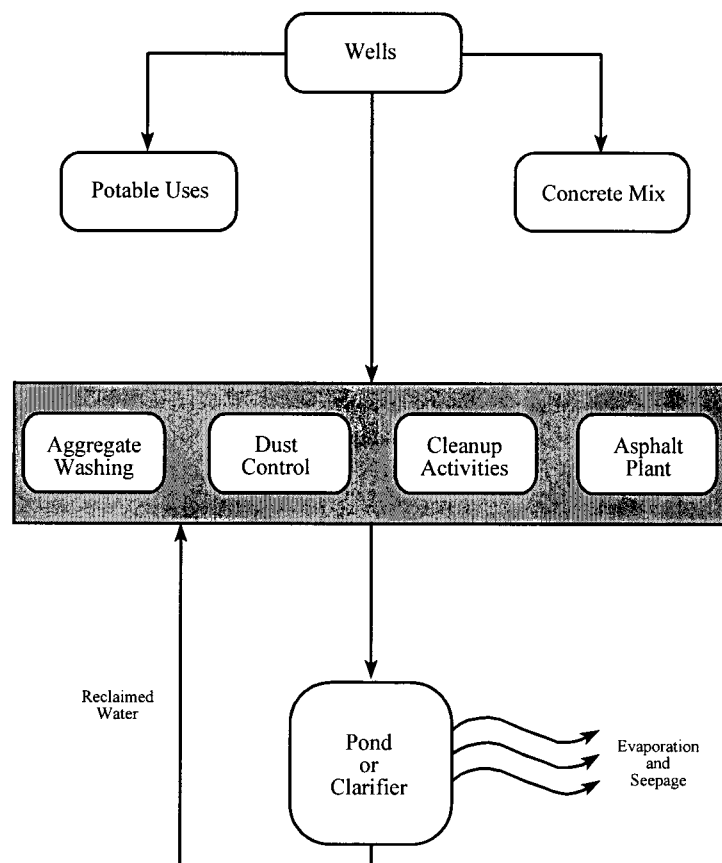 Wells
Potable Uses
Concrete Mix
Aggregate
Washing
Dust
Control
Cleanup
Activities
Asphalt
Plant
Reclaimed
Water
Pond
or
Clarifier
Evaporation
and
Seepage